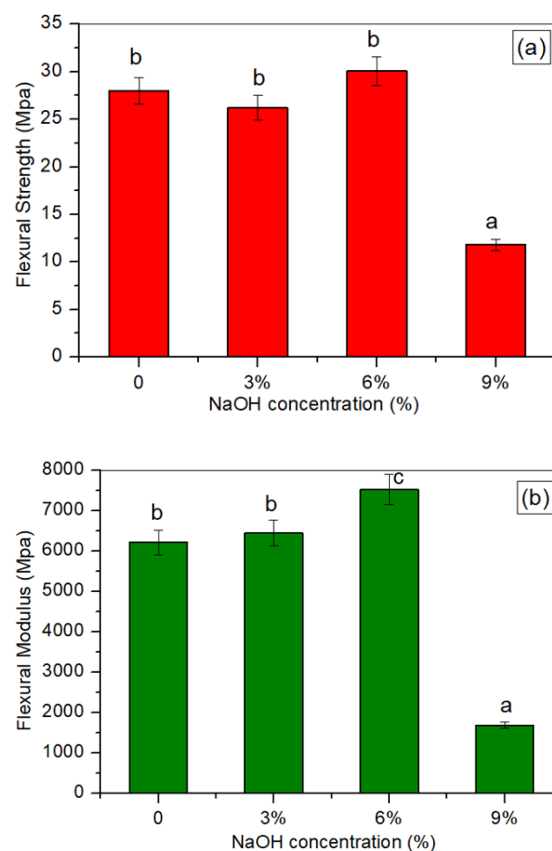 (a)
Flexural Strength (Mpa)
35
30
25
20
15
10
5
0
b
b
b
a
0 3% 6% 9%
NaOH concentration (%)
(b)
Flexural Modulus (Mpa)
8000
7000
6000
5000
4000
3000
2000
1000
0
b
b
c
a
0 3% 6% 9%
NaOH concentration (%)